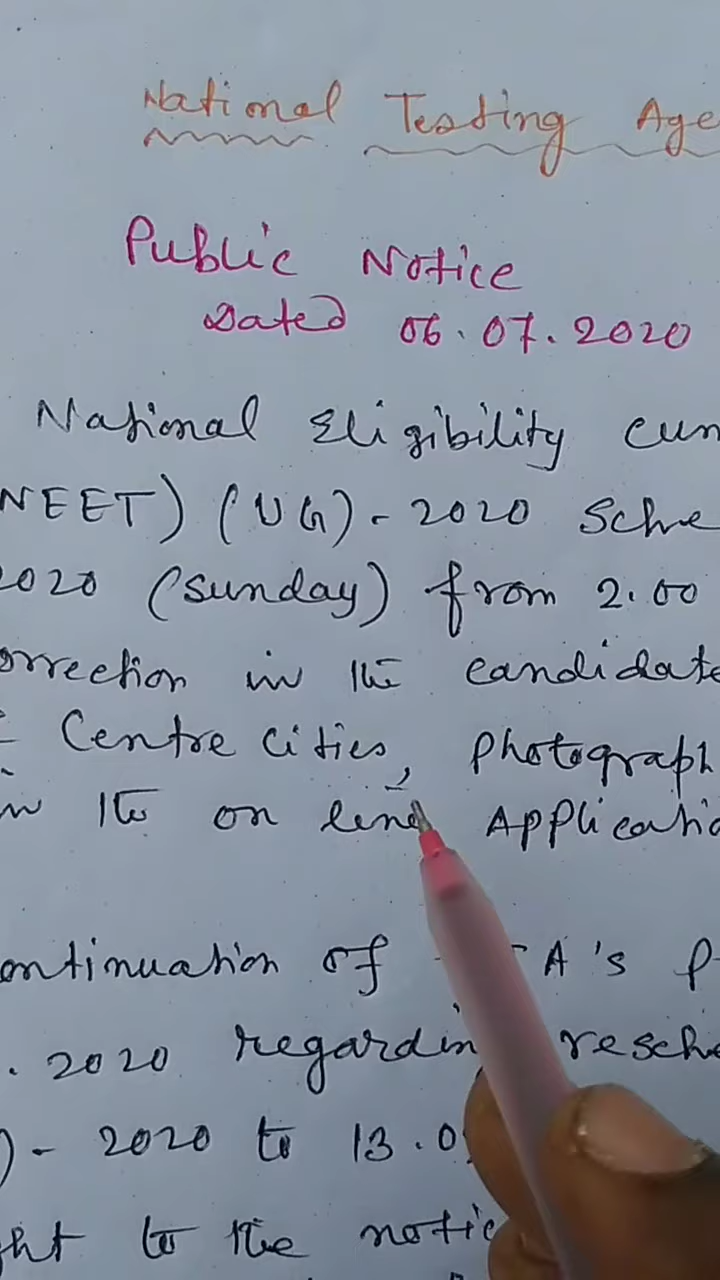 National Testing Age
Public Notice
Dated 06.07.2020
National Eligibility cum
NEET) (UG)-2020 Sche
2020 (Sunday) from 2.00
orrection in the candidate
Centre Cities, Photograph
in the on line Applicatio
ontinuation of A's P
. 2020 regardin resche
)- 2020 to 13.0
ght to the notic